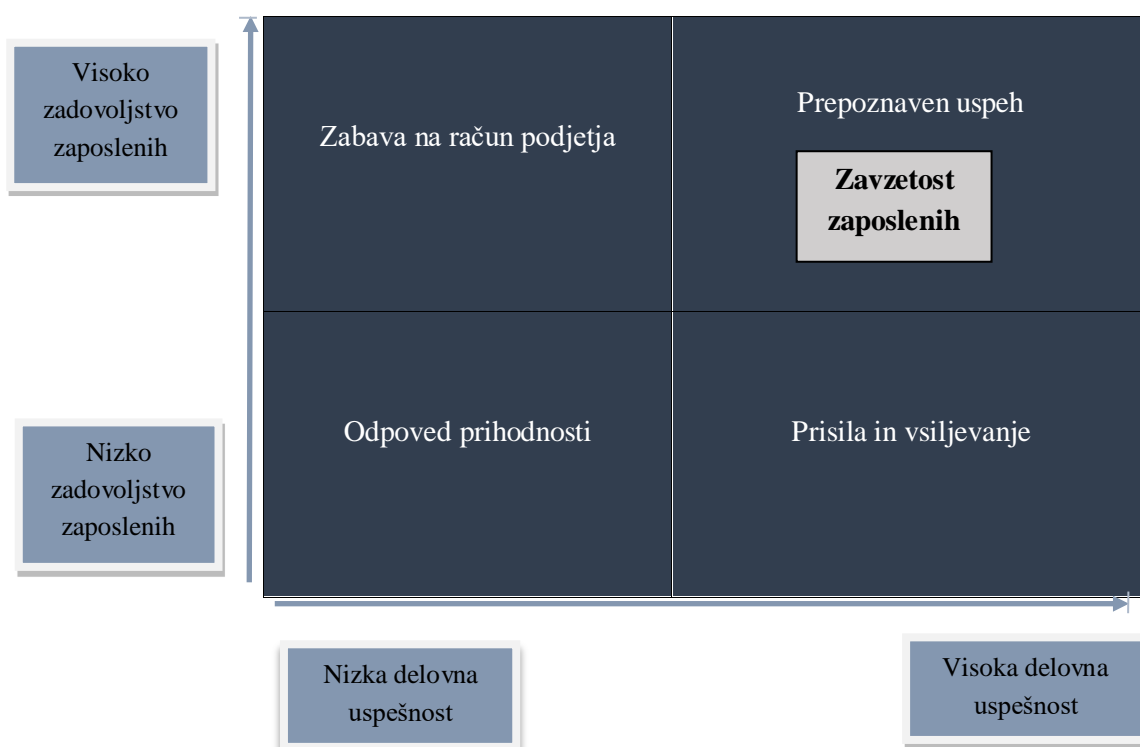 Visoko
zadovoljstvo
zaposlenih
Zabava na račun podjetja
Prepoznaven uspeh
Zavzetost
zaposlenih
Nizko
zadovoljstvo
zaposlenih
Odpoved prihodnosti
Prisila in vsiljevanje
Nizka delovna
uspešnost
Visoka delovna
uspešnost